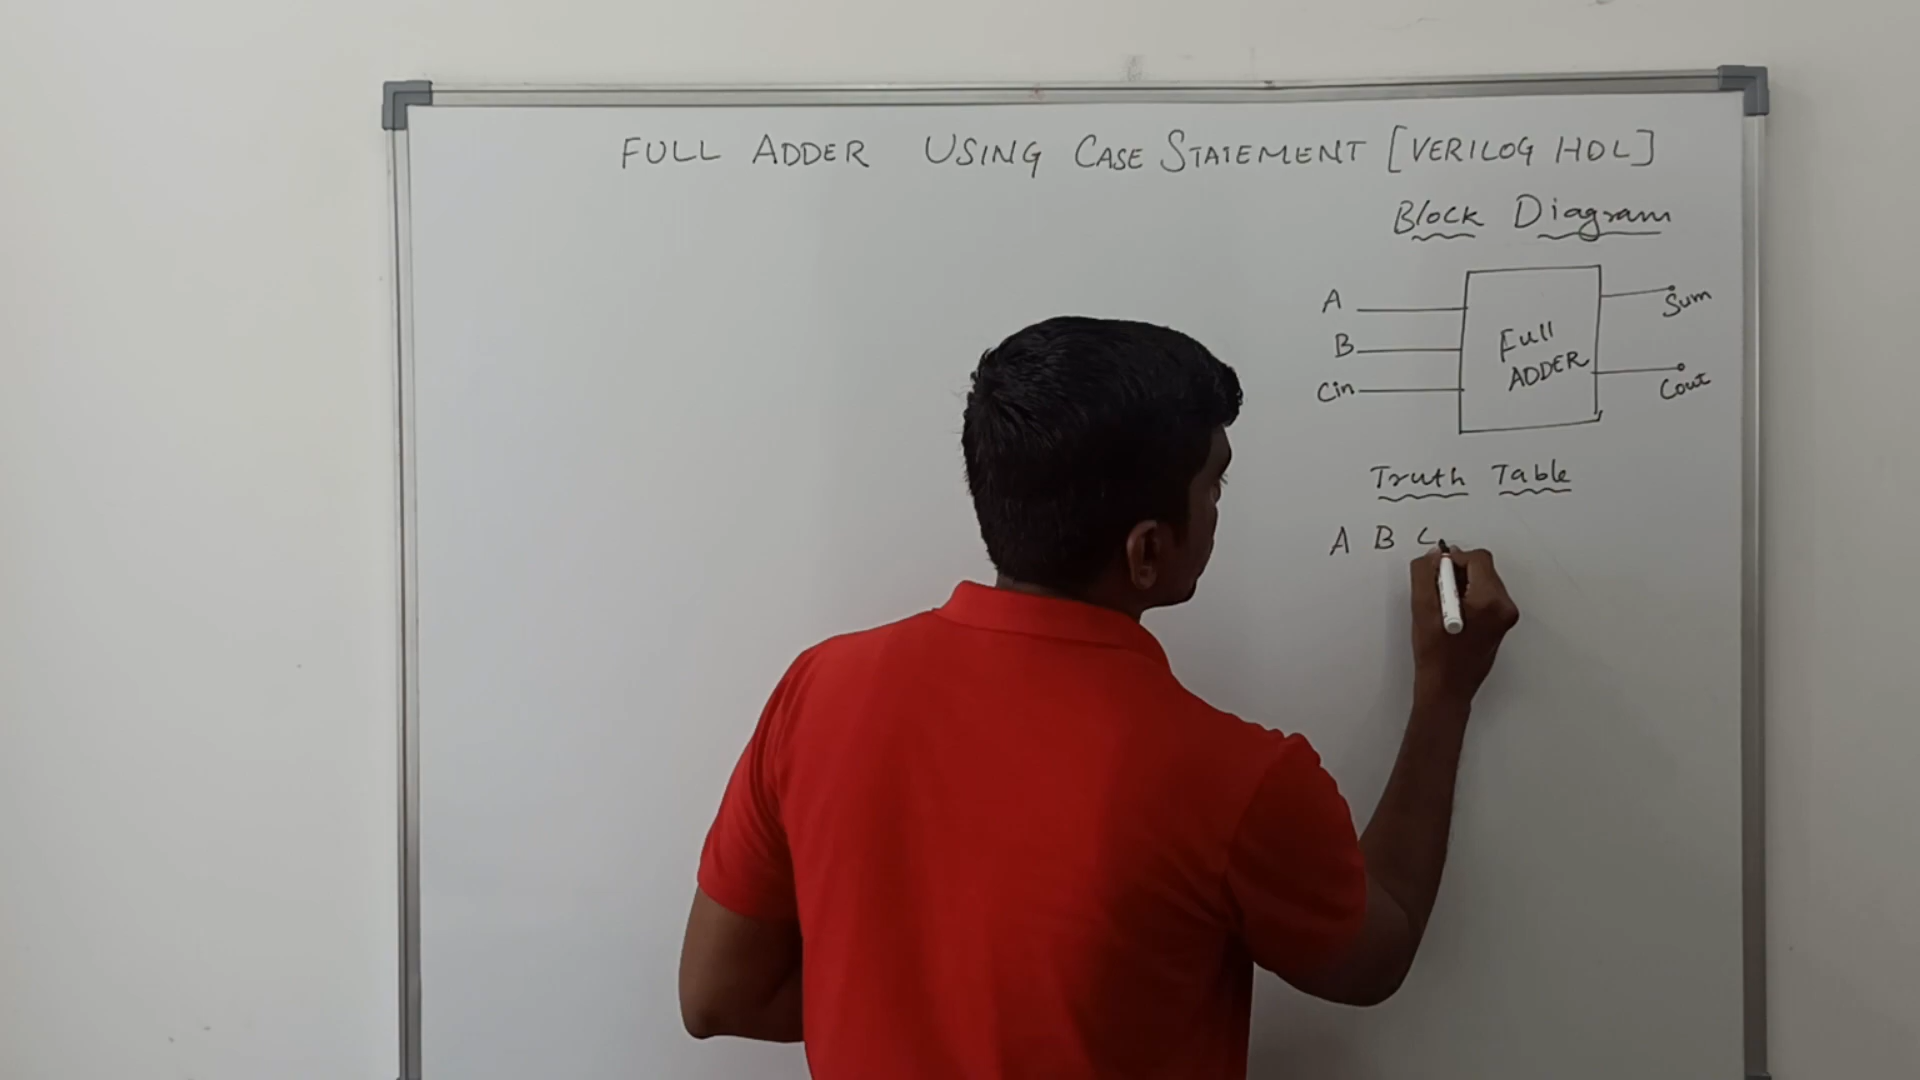 FULL ADDER USING CASE STATEMENT [VERILOG HDL]
Block Diagram
A
B
Cin
Full
ADDER
Sum
Cout
Truth Table
A B C